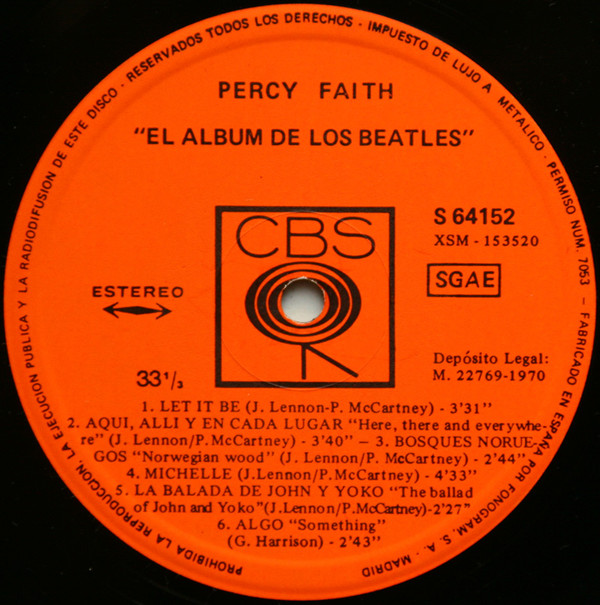 RESERVADOS TODOS LOS DERECHOS · IMPUESTO DE LUJO A METALICO · PERMISO NUM. 7053 — FABRICADO EN ESPAÑA POR FONOGRAM, S. A. - MADRID
PROHIBIDA LA REPRODUCCION, LA EJECUCION PUBLICA Y LA RADIODIFUSION DE ESTE DISCO ·
PERCY FAITH
"EL ALBUM DE LOS BEATLES"
CBS
S 64152
XSM - 153520
SGAE
ESTEREO
33 1/3
Depósito Legal:
M. 22769-1970
1. LET IT BE (J. Lennon-P. McCartney) - 3'31"
2. AQUI, ALLI Y EN CADA LUGAR "Here, there and everywhe-
re" (J. Lennon/P. McCartney) - 3'40" — 3. BOSQUES NORUE-
GOS "Norwegian wood" (J. Lennon/P. McCartney) - 2'44"
4. MICHELLE (J.Lennon/P. McCartney) - 4'33"
5. LA BALADA DE JOHN Y YOKO "The ballad
of John and Yoko"(J.Lennon/P. McCartney)-2'27"
6. ALGO "Something"
(G. Harrison) - 2'43"